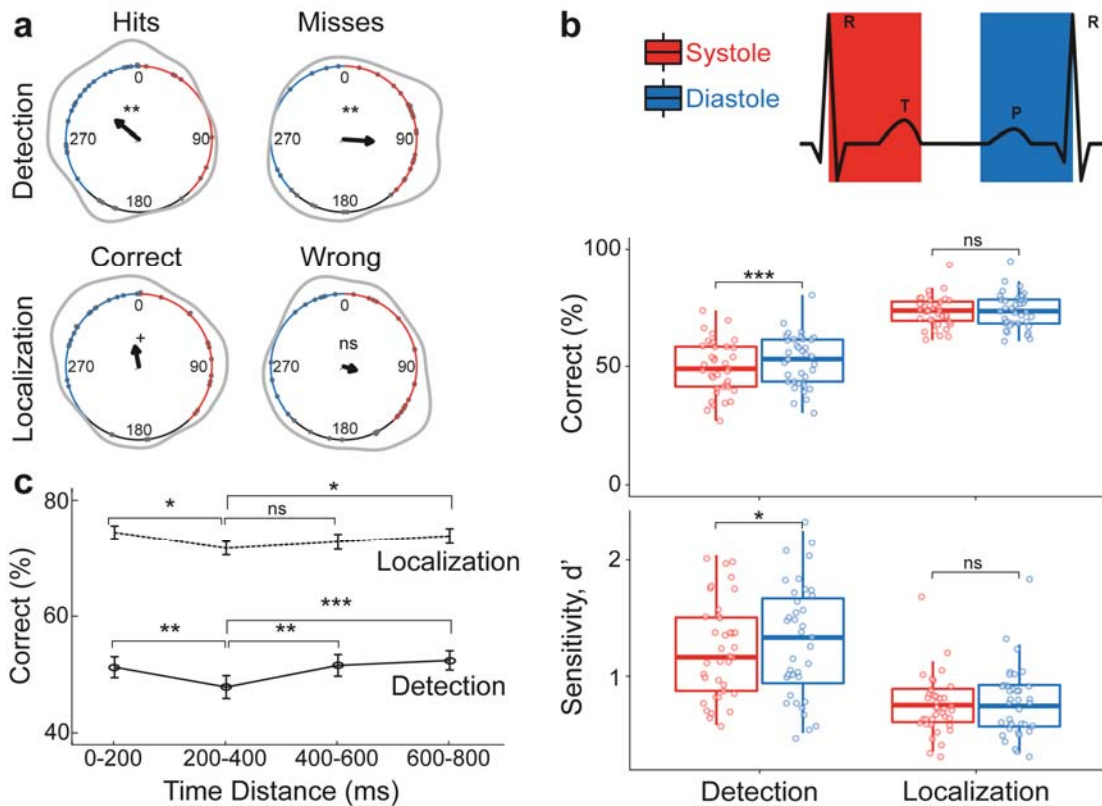 a
Hits
Misses
Detection
0
90
180
270
**
0
90
180
270
**
Correct
Wrong
Localization
0
90
180
270
+
0
90
180
270
ns
b
Systole
Diastole
R
T
P
R
Correct (%)
100
50
0
***
ns
Sensitivity, d'
2
1
*
ns
Detection
Localization
c
Correct (%)
80
60
40
*
ns
*
Localization
**
**
***
Detection
0-200
200-400
400-600
600-800
Time Distance (ms)